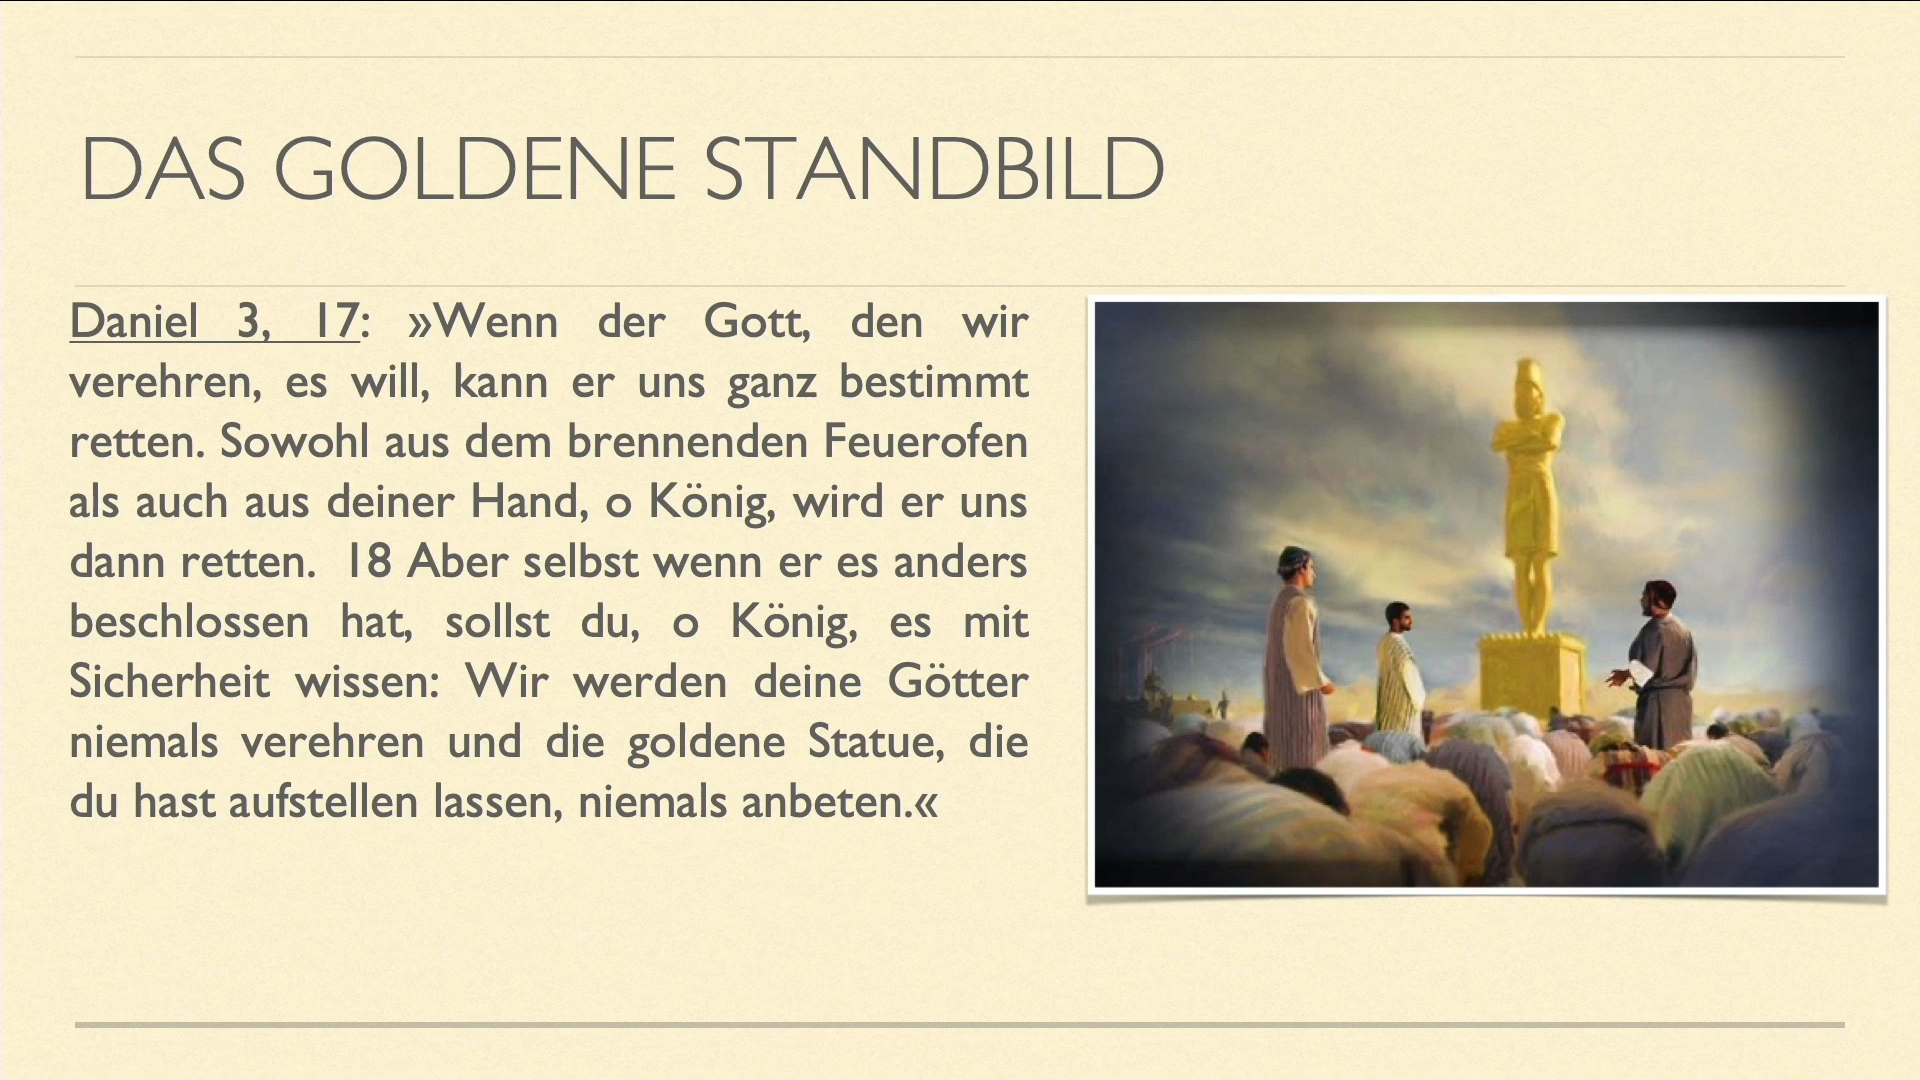 DAS GOLDENE STANDBILD
Daniel 3, 17: »Wenn der Gott, den wir
verehren, es will, kann er uns ganz bestimmt
retten. Sowohl aus dem brennenden Feuerofen
als auch aus deiner Hand, o König, wird er uns
dann retten.  18 Aber selbst wenn er es anders
beschlossen hat, sollst du, o König, es mit
Sicherheit wissen: Wir werden deine Götter
niemals verehren und die goldene Statue, die
du hast aufstellen lassen, niemals anbeten.«